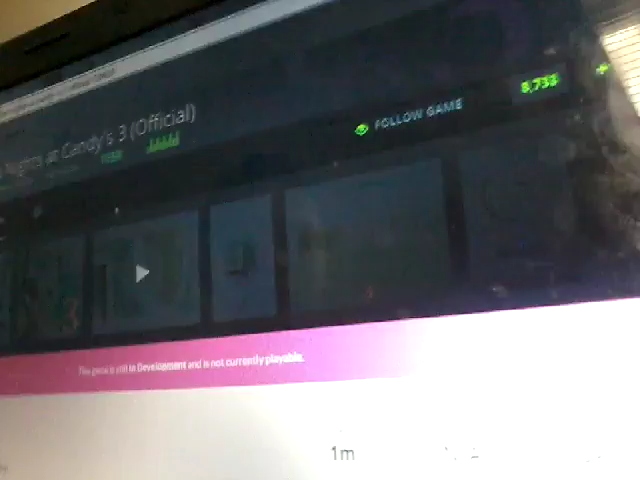 Nights at Candy's 3 (Official)
FOLLOW GAME
8,733
This game is still in Development and is not currently playable.
1m